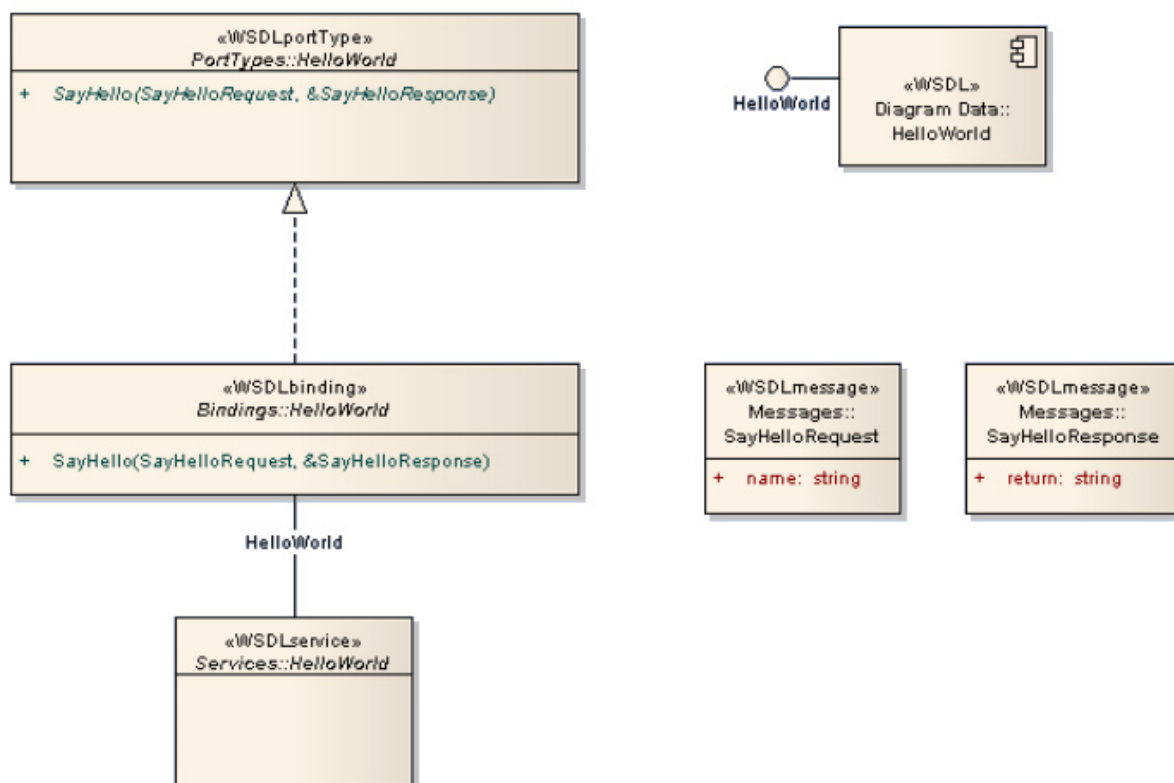 «WSDLportType»
PortTypes::HelloWorld
+ SayHello(SayHelloRequest, &SayHelloResponse)
HelloWorld
«WSDL»
Diagram Data::
HelloWorld
«WSDLbinding»
Bindings::HelloWorld
+ SayHello(SayHelloRequest, &SayHelloResponse)
HelloWorld
«WSDLservice»
Services::HelloWorld
«WSDLmessage»
Messages::
SayHelloRequest
+ name: string
«WSDLmessage»
Messages::
SayHelloResponse
+ return: string